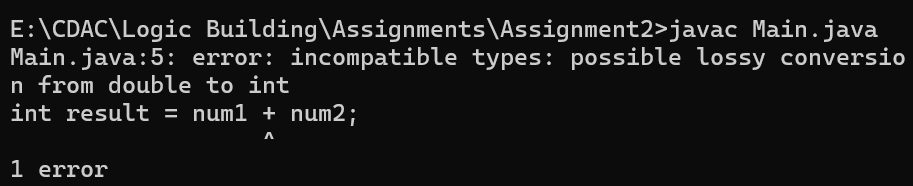 E:\CDAC\Logic Building\Assignments\Assignment2>javac Main.java
Main.java:5: error: incompatible types: possible lossy conversio
n from double to int
int result = num1 + num2;
                  ^
1 error